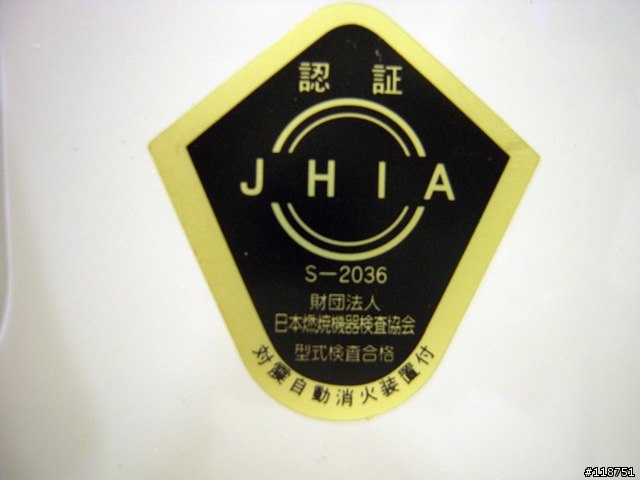 認 証
JHIA
S-2036
財団法人
日本燃焼機器検査協会
型式検査合格
対震自動消火装置付
#118751